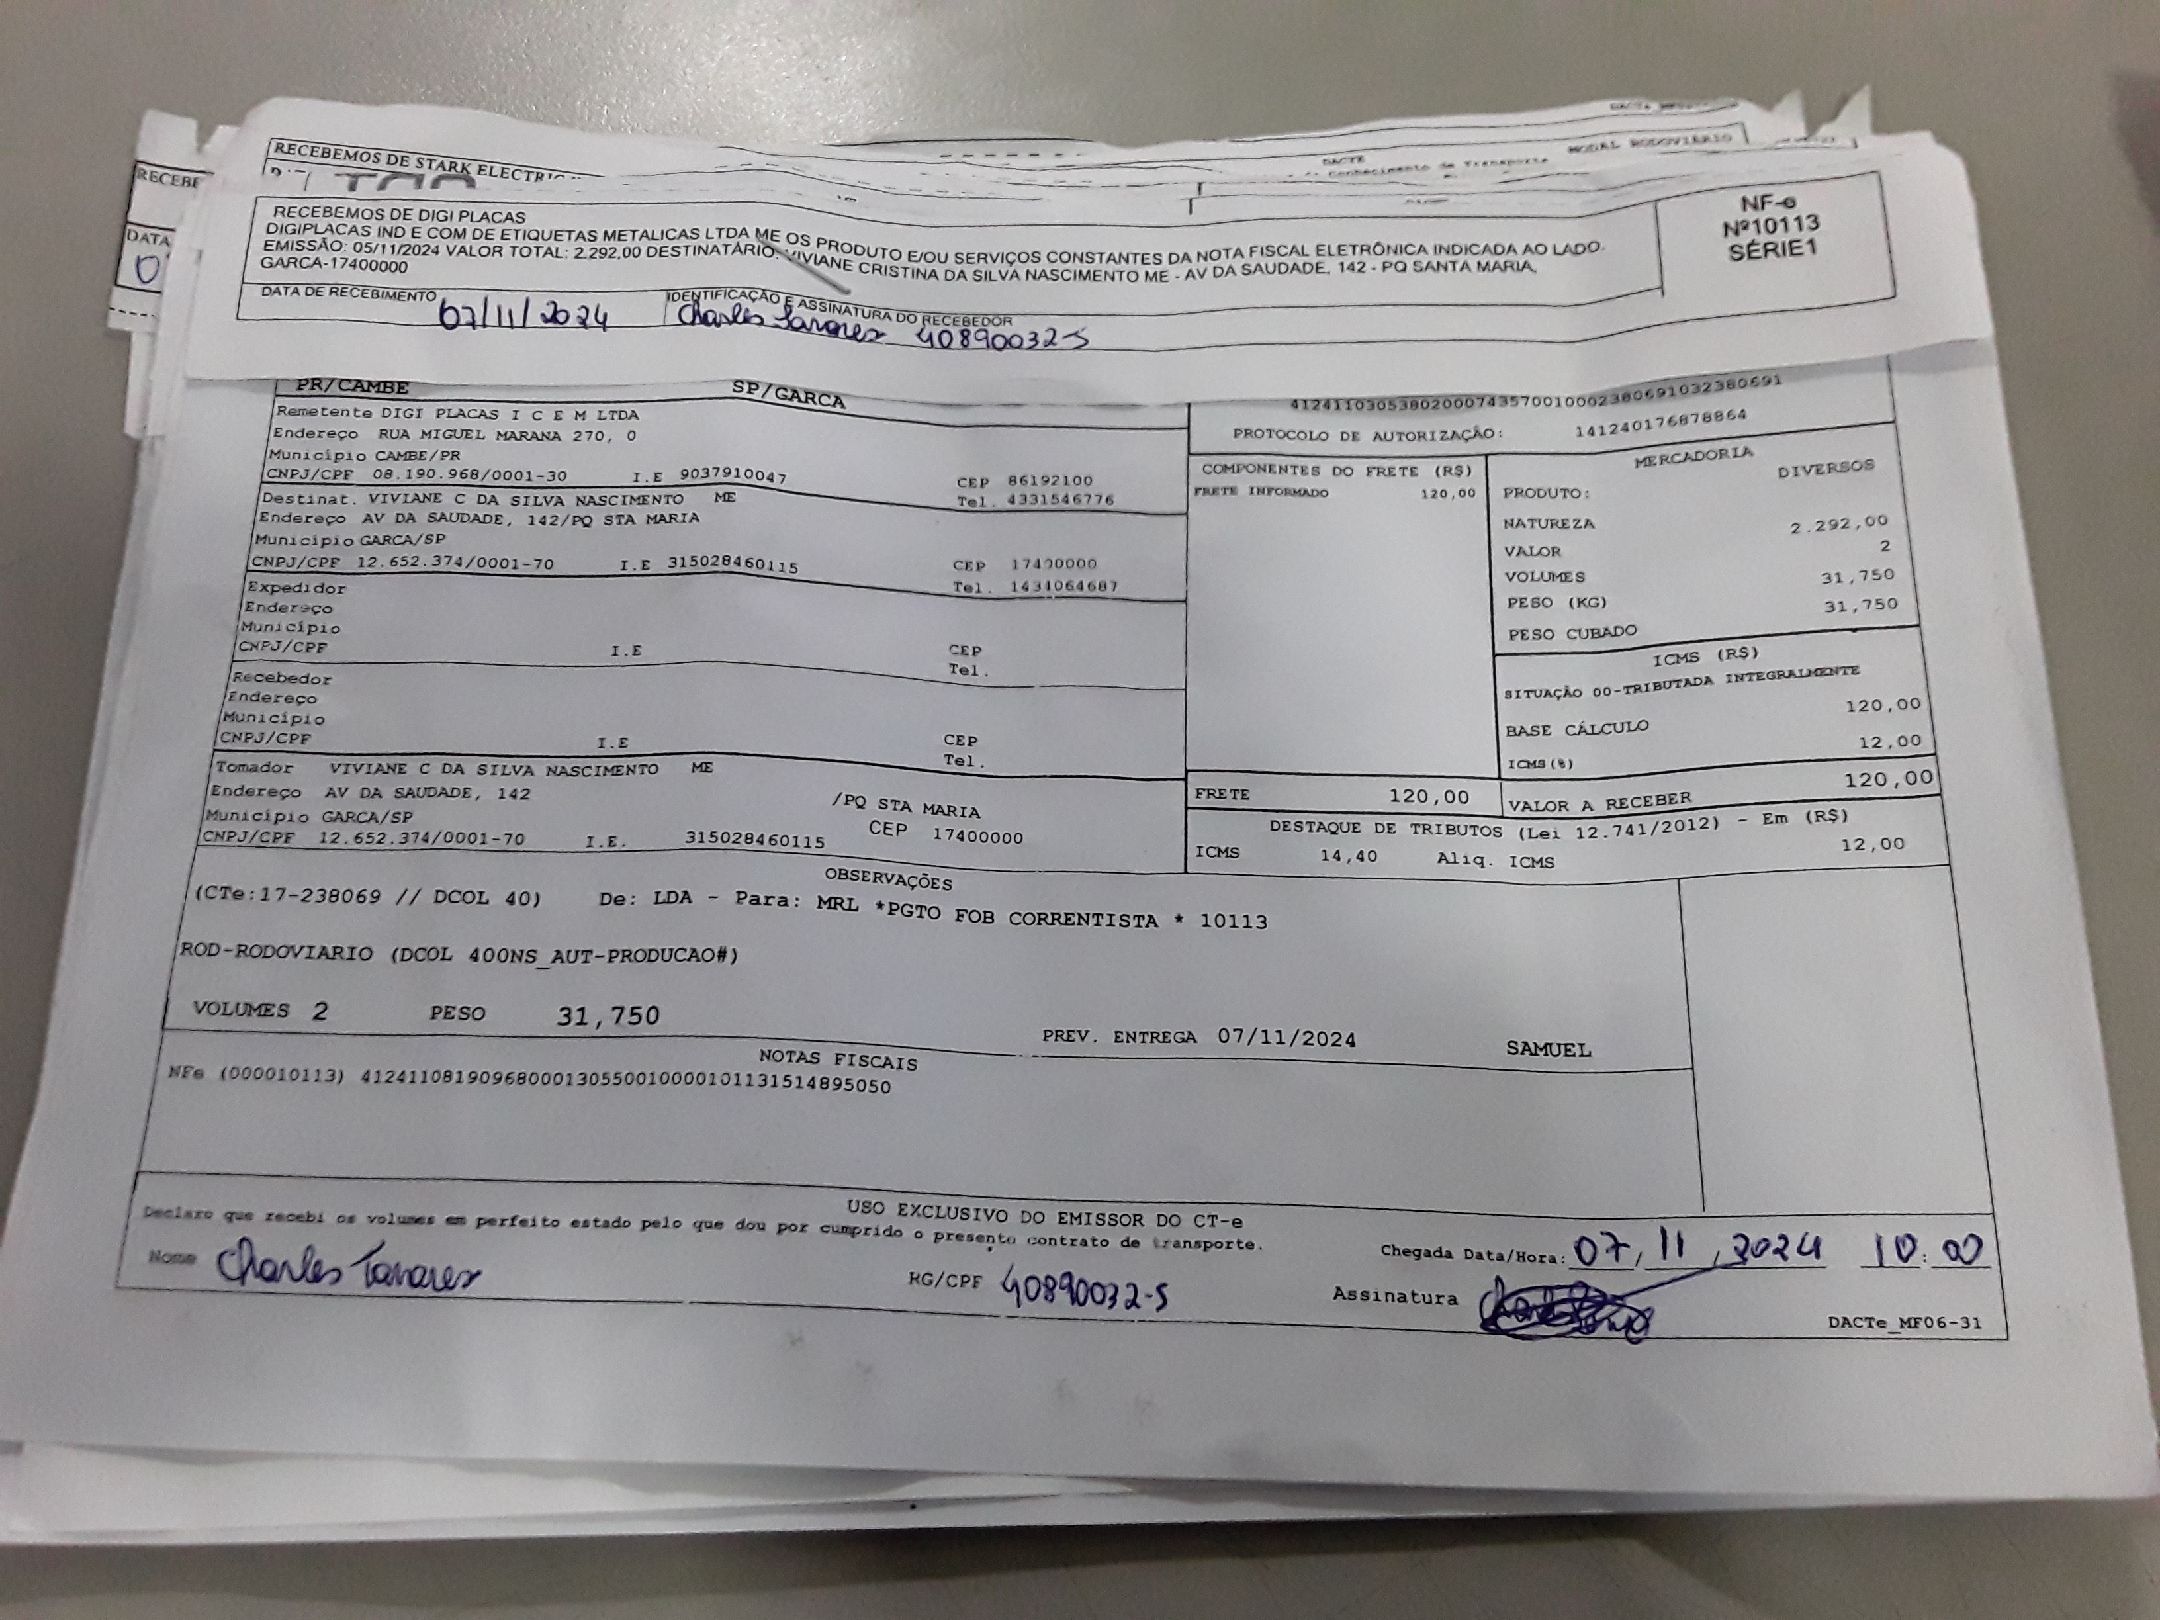 DACTE
MODAL RODOVIÁRIO
RECEBEMOS DE STARK ELECTRIC
Conhecimento de Transporte
RECEBE
DATA
0
RECEBEMOS DE DIGI PLACAS
DIGIPLACAS IND E COM DE ETIQUETAS METALICAS LTDA ME OS PRODUTO E/OU SERVIÇOS CONSTANTES DA NOTA FISCAL ELETRÔNICA INDICADA AO LADO.
EMISSÃO: 05/11/2024 VALOR TOTAL: 2.292,00 DESTINATÁRIO: VIVIANE CRISTINA DA SILVA NASCIMENTO ME - AV DA SAUDADE, 142 - PQ SANTA MARIA,
GARCA-17400000
NF-e
Nº10113
SÉRIE1
DATA DE RECEBIMENTO 07/11/2024
IDENTIFICAÇÃO E ASSINATURA DO RECEBEDOR
Charles Tavares 40890032-5
PR/CAMBE SP/GARCA
41241103053802000743570010002380691032380691
PROTOCOLO DE AUTORIZAÇÃO: 141240176878864
Remetente DIGI PLACAS I C E M LTDA
Endereço RUA MIGUEL MARANA 270, 0
Município CAMBE/PR
CNPJ/CPF 08.190.968/0001-30 I.E 9037910047 CEP 86192100
Tel. 4331546776
Destinat. VIVIANE C DA SILVA NASCIMENTO ME
Endereço AV DA SAUDADE, 142/PQ STA MARIA
Município GARCA/SP
CNPJ/CPF 12.652.374/0001-70 I.E 315028460115 CEP 17400000
Tel. 1434064687
Expedidor
Endereço
Município
CNPJ/CPF I.E CEP
Tel.
Recebedor
Endereço
Município
CNPJ/CPF I.E CEP
Tel.
Tomador VIVIANE C DA SILVA NASCIMENTO ME
Endereço AV DA SAUDADE, 142 /PQ STA MARIA
Município GARCA/SP CEP 17400000
CNPJ/CPF 12.652.374/0001-70 I.E. 315028460115
COMPONENTES DO FRETE (R$)
FRETE INFORMADO 120,00
MERCADORIA
PRODUTO: DIVERSOS
NATUREZA
VALOR 2.292,00
VOLUMES 2
PESO (KG) 31,750
PESO CUBADO 31,750
ICMS (R$)
SITUAÇÃO 00-TRIBUTADA INTEGRALMENTE
BASE CÁLCULO 120,00
ICMS(%) 12,00
FRETE 120,00 VALOR A RECEBER 120,00
DESTAQUE DE TRIBUTOS (Lei 12.741/2012) - Em (R$)
ICMS 14,40 Aliq. ICMS 12,00
OBSERVAÇÕES
(CTe:17-238069 // DCOL 40) De: LDA - Para: MRL *PGTO FOB CORRENTISTA * 10113
ROD-RODOVIARIO (DCOL 400NS_AUT-PRODUCAO#)
VOLUMES 2 PESO 31,750
PREV. ENTREGA 07/11/2024 SAMUEL
NOTAS FISCAIS
NFe (000010113) 41241108190968000130550010000101131514895050
USO EXCLUSIVO DO EMISSOR DO CT-e
Declaro que recebi os volumes em perfeito estado pelo que dou por cumprido o presente contrato de transporte.
Chegada Data/Hora: 07/11/2024 10:00
Nome Charles Tavares RG/CPF 40890032-5 Assinatura
DACTe_MF06-31